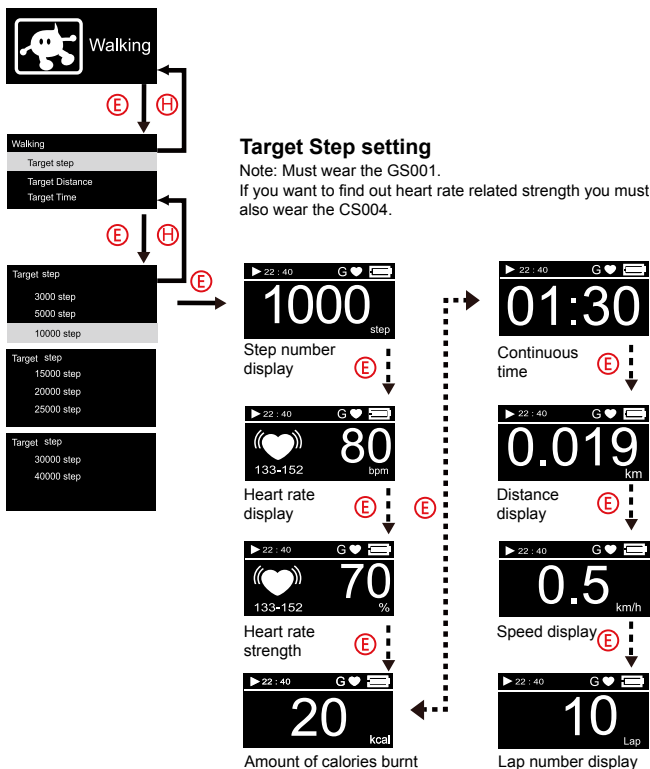 Walking
E
H
Walking
Target step
Target Distance
Target Time
E
H
Target step
3000 step
5000 step
10000 step
E
Target step
15000 step
20000 step
25000 step
Target step
30000 step
40000 step
Target Step setting
Note: Must wear the GS001.
If you want to find out heart rate related strength you must
also wear the CS004.
22 : 40 G
1000
step
Step number
display
E
22 : 40 G
80
133-152
bpm
Heart rate
display
E
E
22 : 40 G
70
133-152
%
Heart rate
strength
E
22 : 40 G
20
kcal
Amount of calories burnt
22 : 40 G
01:30
Continuous
time
E
22 : 40 G
0.019
km
Distance
display
E
22 : 40 G
0.5
km/h
Speed display
E
22 : 40 G
10
Lap
Lap number display